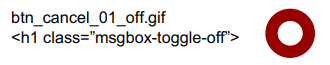 btn_cancel_01_off.gif
<h1 class=”msgbox-toggle-off”>